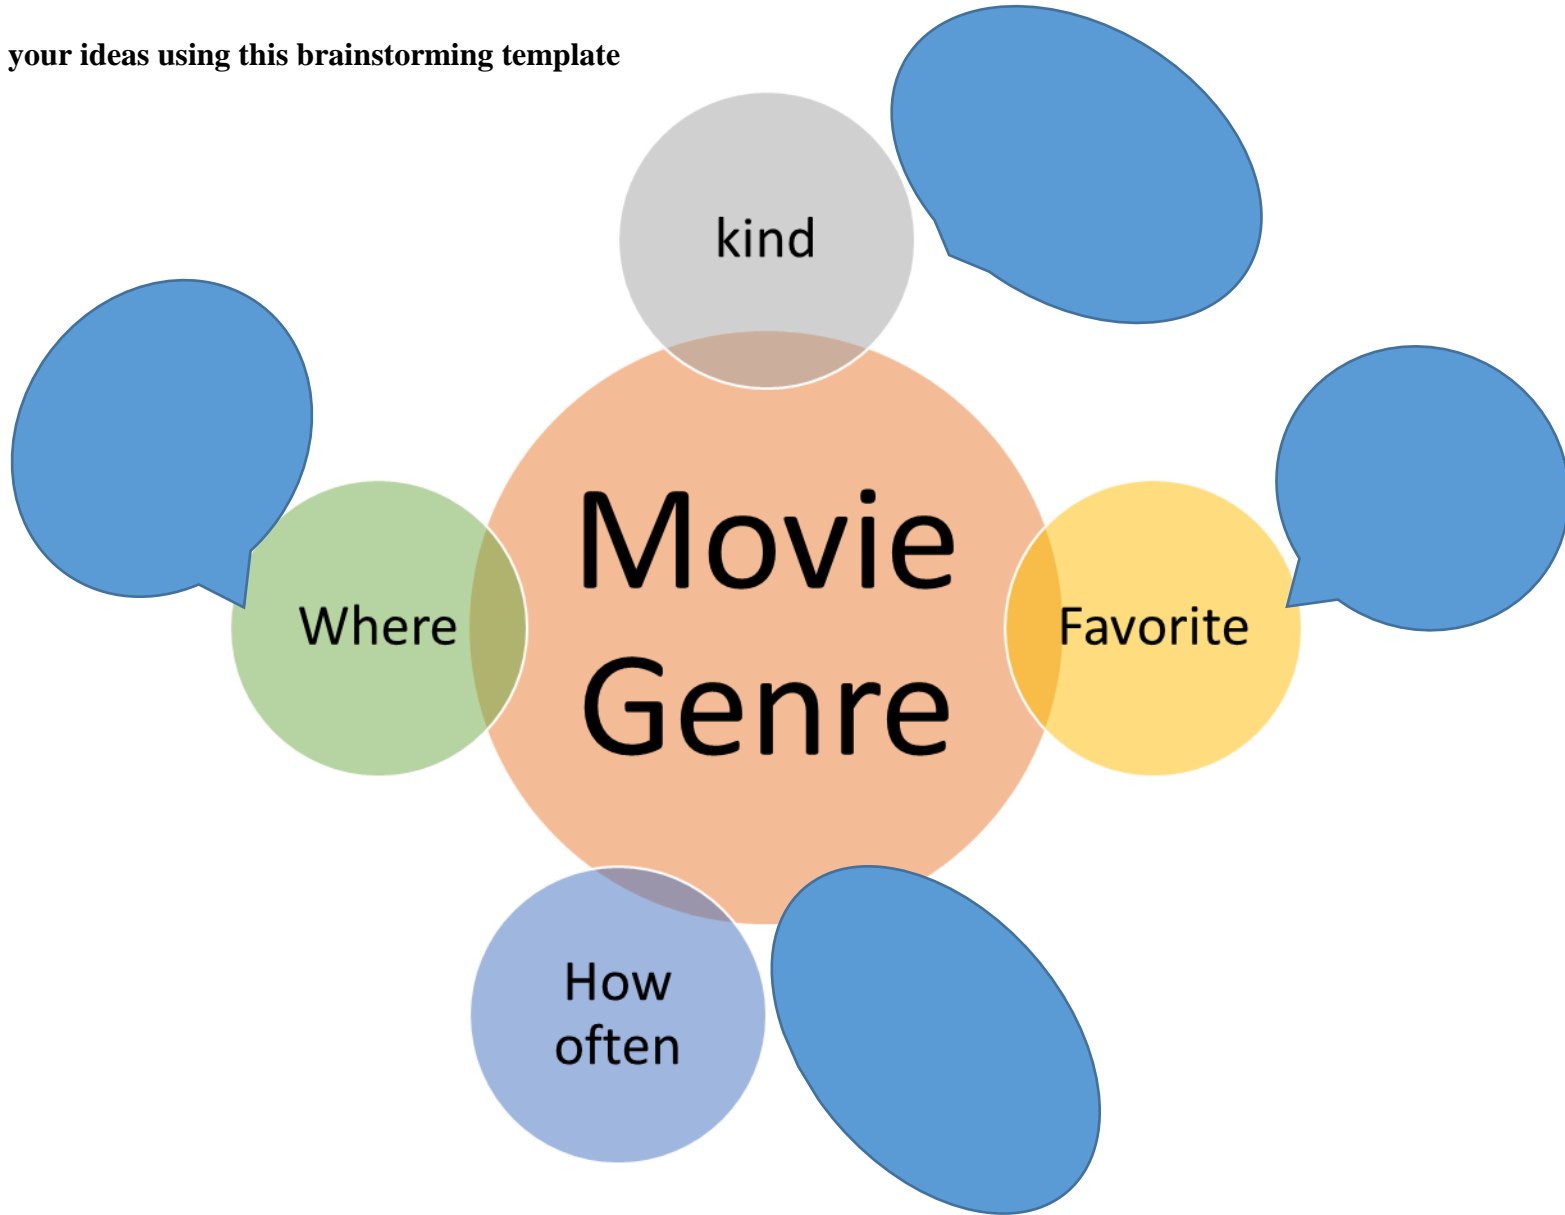 your ideas using this brainstorming template
kind
Where
Movie
Genre
Favorite
How
often